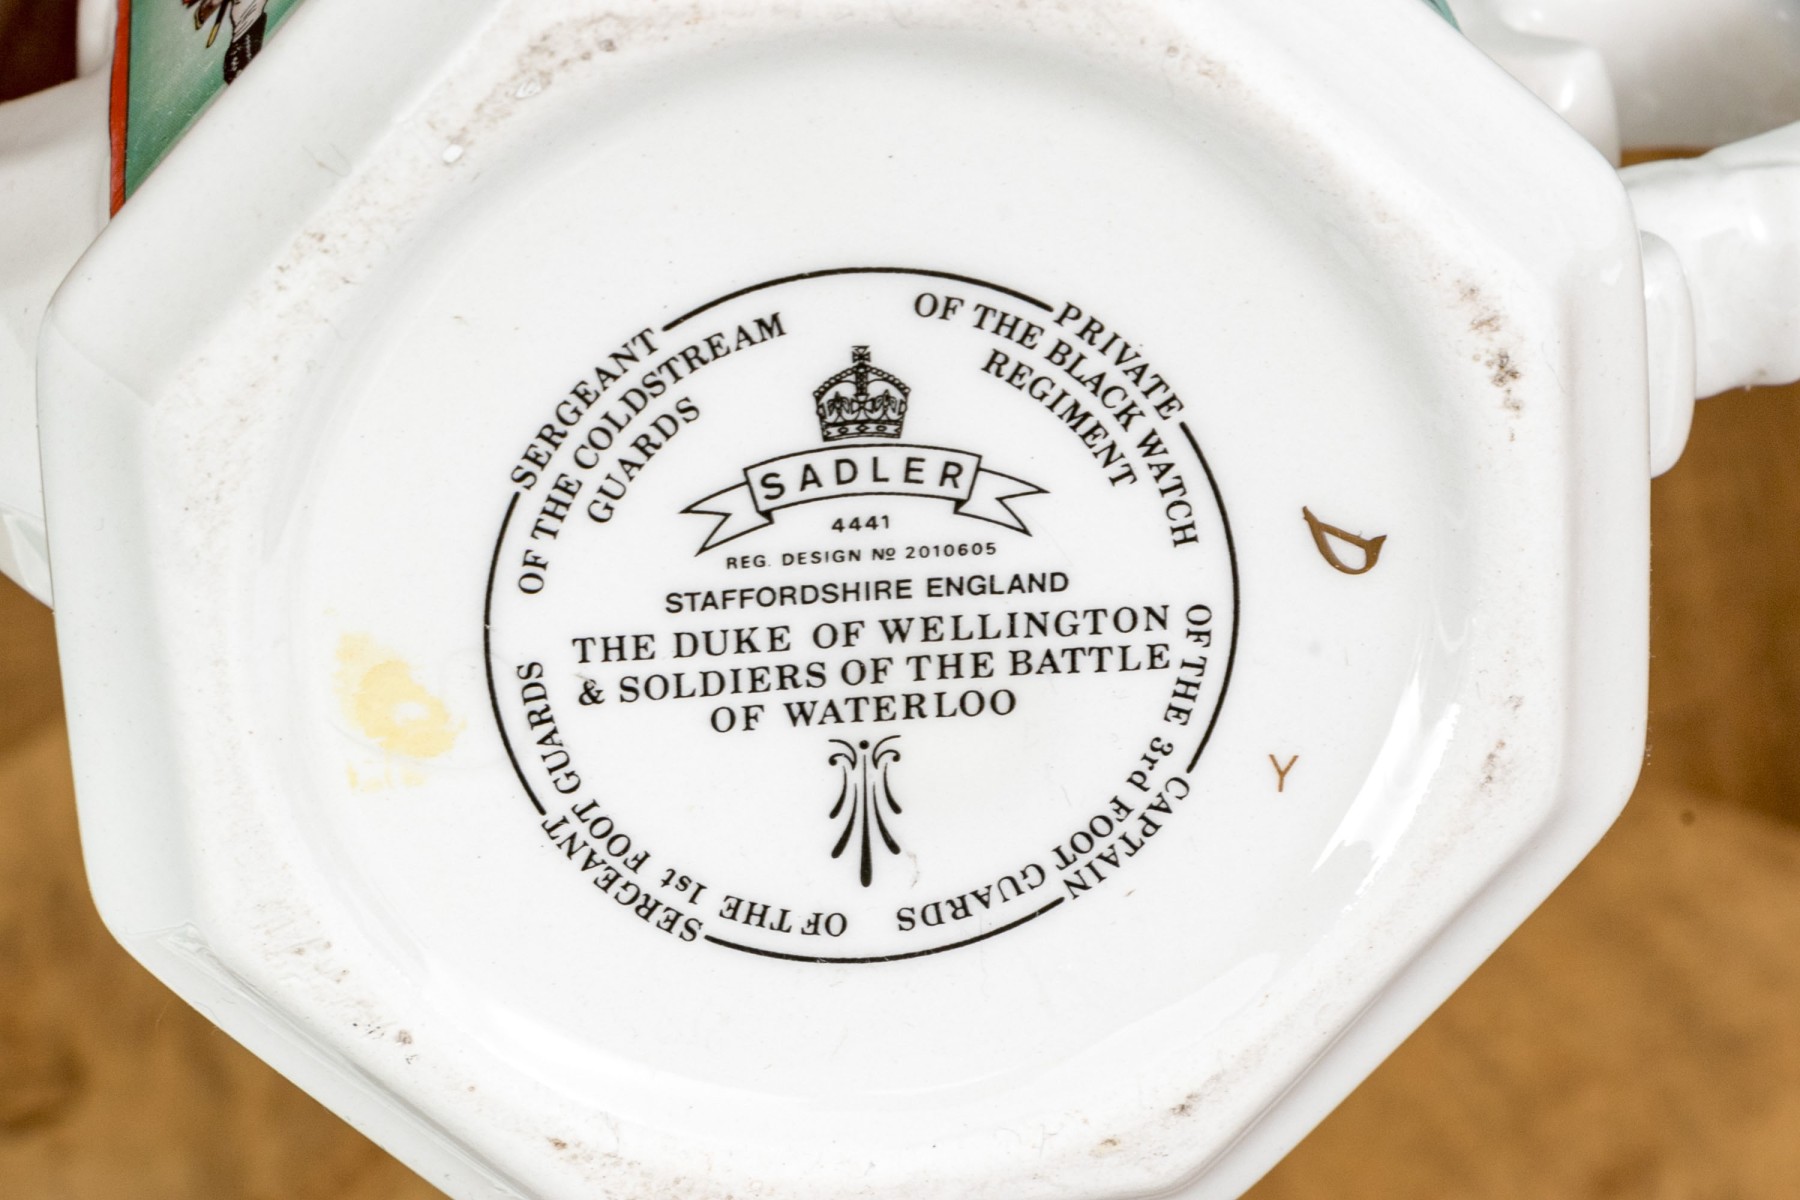 SERGEANT
OF THE COLDSTREAM
GUARDS
PRIVATE
OF THE BLACK WATCH
REGIMENT
SADLER
4441
REG. DESIGN Nº 2010605
STAFFORDSHIRE ENGLAND
THE DUKE OF WELLINGTON
& SOLDIERS OF THE BATTLE
OF WATERLOO
CAPTAIN
OF THE 3rd FOOT GUARDS
SERGEANT
OF THE 1st FOOT GUARDS
D
Y